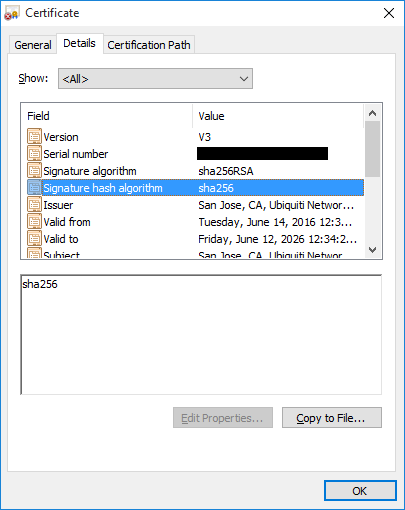 Certificate
General Details Certification Path
Show: <All>
Field Value
Version V3
Serial number
Signature algorithm sha256RSA
Signature hash algorithm sha256
Issuer San Jose, CA, Ubiquiti Networ...
Valid from Tuesday, June 14, 2016 12:3...
Valid to Friday, June 12, 2026 12:34:2...
Subject San Jose, CA, Ubiquiti Networ...
sha256
Edit Properties... Copy to File...
OK